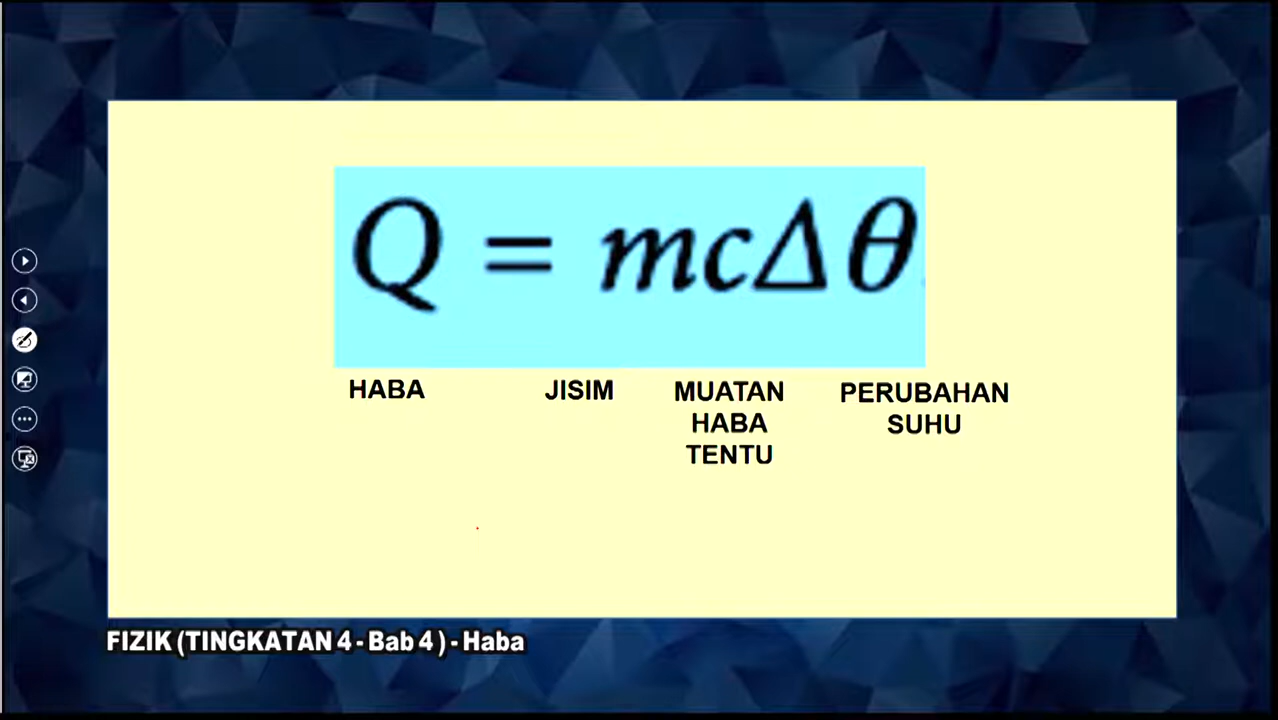 Q = mcΔθ
HABA JISIM MUATAN HABA TENTU PERUBAHAN SUHU
FIZIK (TINGKATAN 4 - Bab 4 ) - Haba